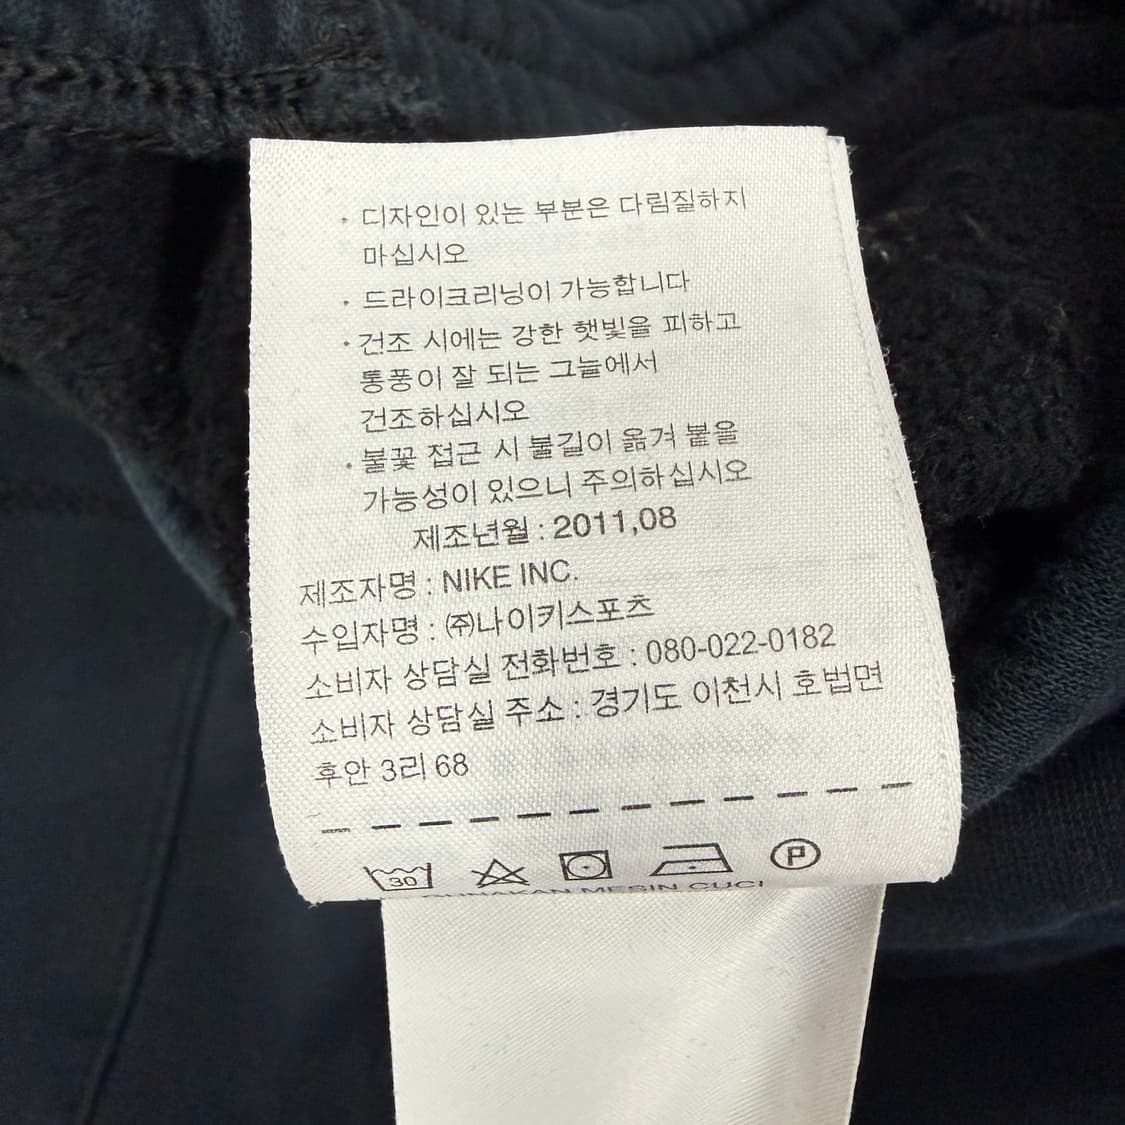 · 디자인이 있는 부분은 다림질하지
마십시오
· 드라이크리닝이 가능합니다
· 건조 시에는 강한 햇빛을 피하고
통풍이 잘 되는 그늘에서
건조하십시오
· 불꽃 접근 시 불길이 옮겨 붙을
가능성이 있으니 주의하십시오
제조년월 : 2011,08
제조자명 : NIKE INC.
수입자명 : ㈜나이키스포츠
소비자 상담실 전화번호 : 080-022-0182
소비자 상담실 주소 : 경기도 이천시 호법면
후안 3리 68
30 P
MESIN CUCI